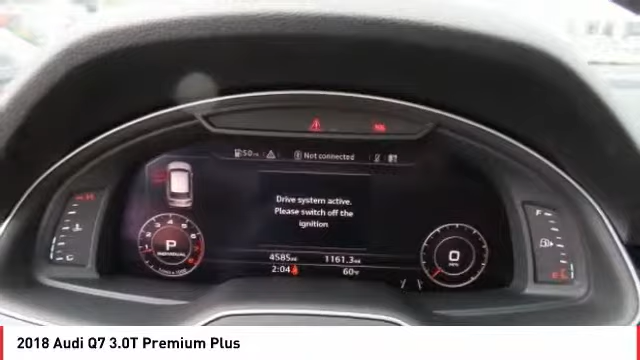 50
Not connected
Drive system active.
Please switch off the
ignition
P
0
F
4585 1161.3
2:04 60°F
2018 Audi Q7 3.0T Premium Plus